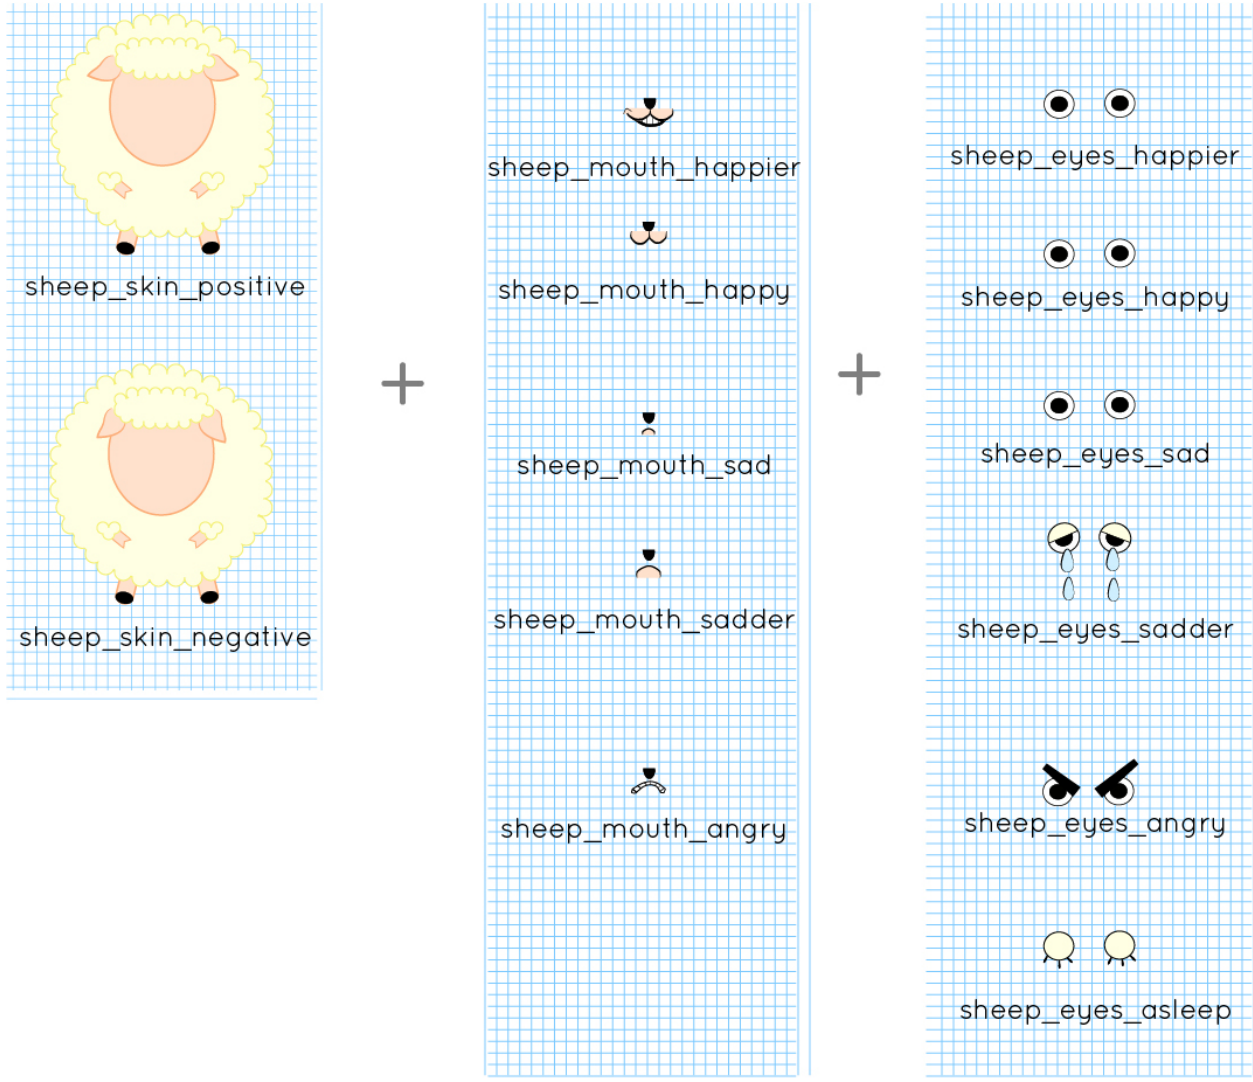 sheep_skin_positive
sheep_skin_negative
+
sheep_mouth_happier
sheep_mouth_happy
sheep_mouth_sad
sheep_mouth_sadder
sheep_mouth_angry
+
sheep_eyes_happier
sheep_eyes_happy
sheep_eyes_sad
sheep_eyes_sadder
sheep_eyes_angry
sheep_eyes_asleep